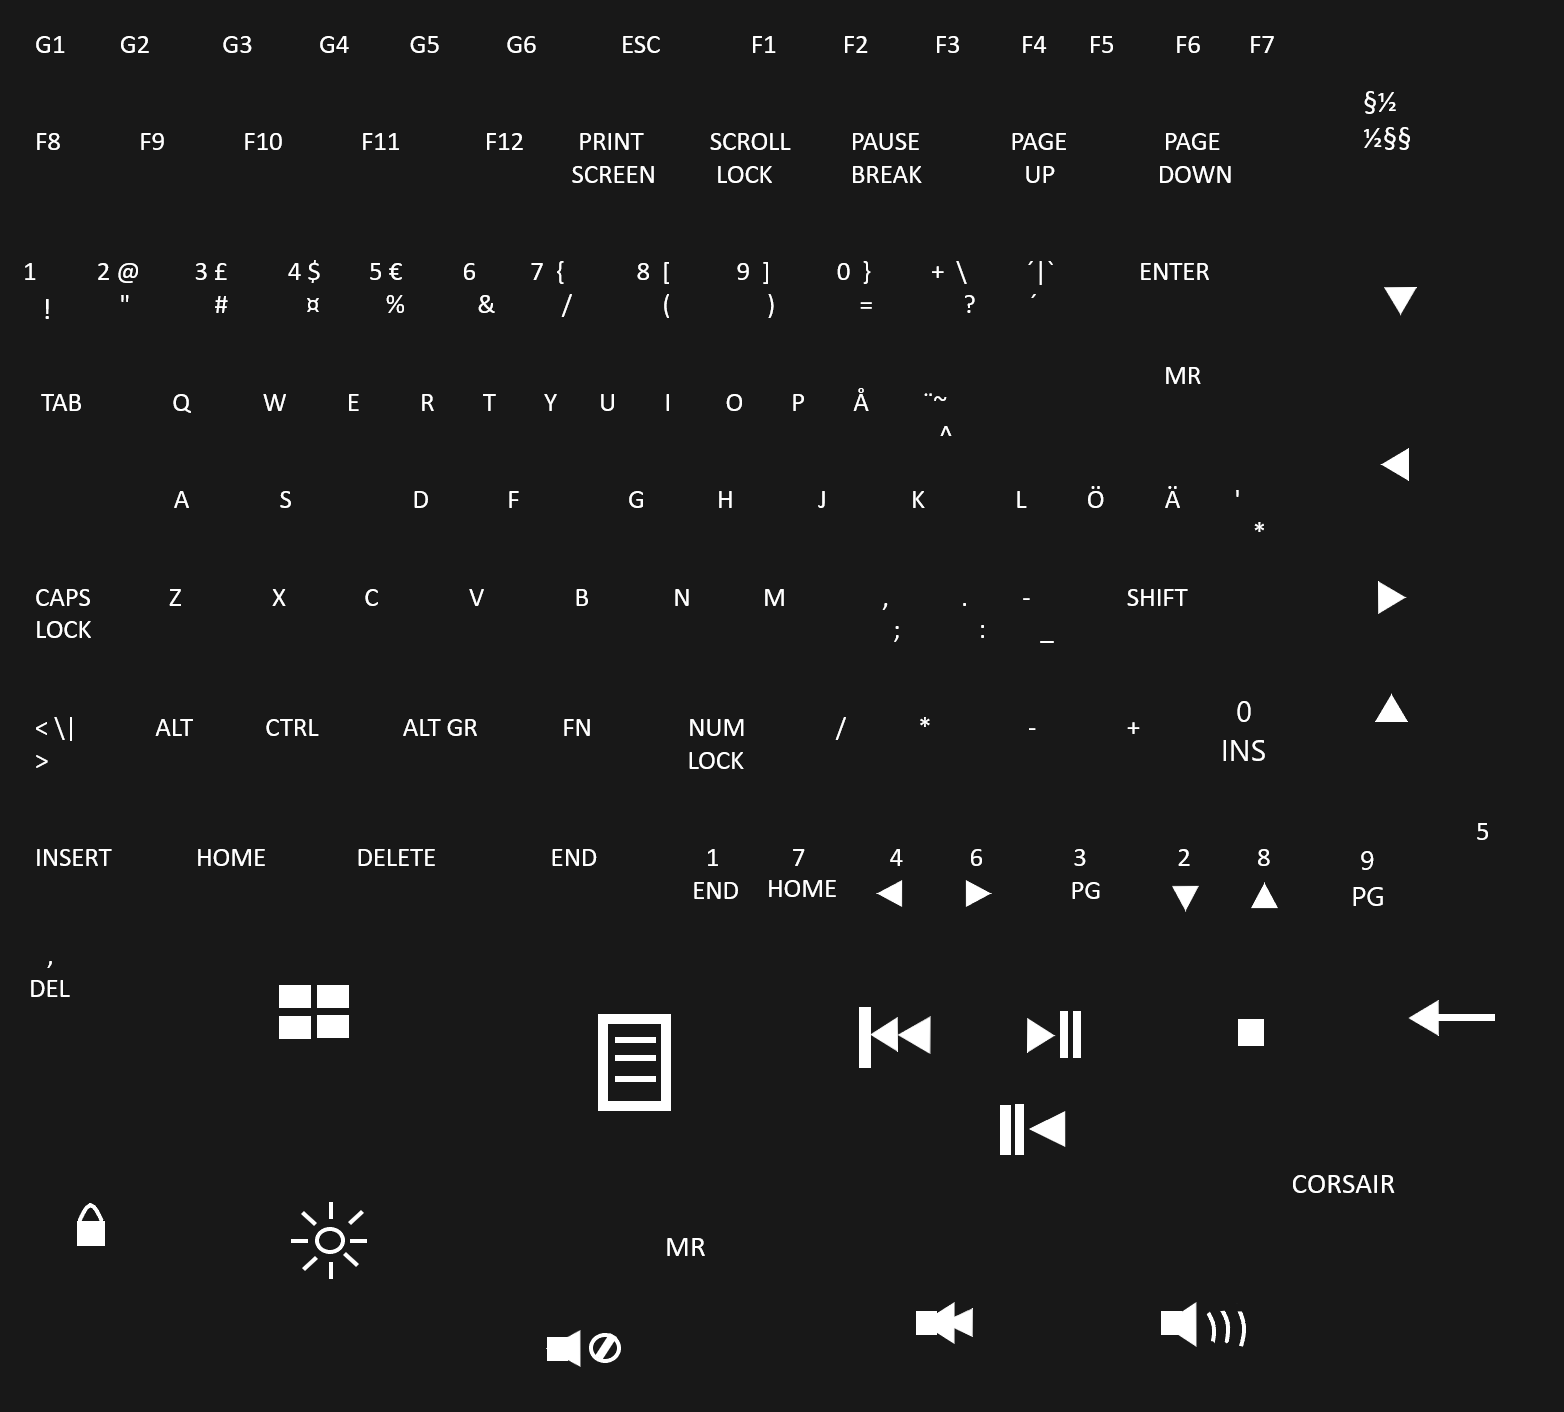 G1 G2 G3 G4 G5 G6 ESC F1 F2 F3 F4 F5 F6 F7
§½
½§§
F8 F9 F10 F11 F12 PRINT SCROLL PAUSE PAGE PAGE
SCREEN LOCK BREAK UP DOWN
1 2 @ 3 £ 4 $ 5 € 6 7 { 8 [ 9 ] 0 } + \ ´|` ENTER
! " # ¤ % & / ( ) = ? ´
MR
TAB Q W E R T Y U I O P Å ¨~
^
A S D F G H J K L Ö Ä '
*
CAPS Z X C V B N M , . - SHIFT
LOCK ; : _
< \| ALT CTRL ALT GR FN NUM / * - + 0
> LOCK INS
5
INSERT HOME DELETE END 1 7 4 6 3 2 8 9
END HOME ◀ ▶ PG ▼ ▲ PG
,
DEL
CORSAIR
MR